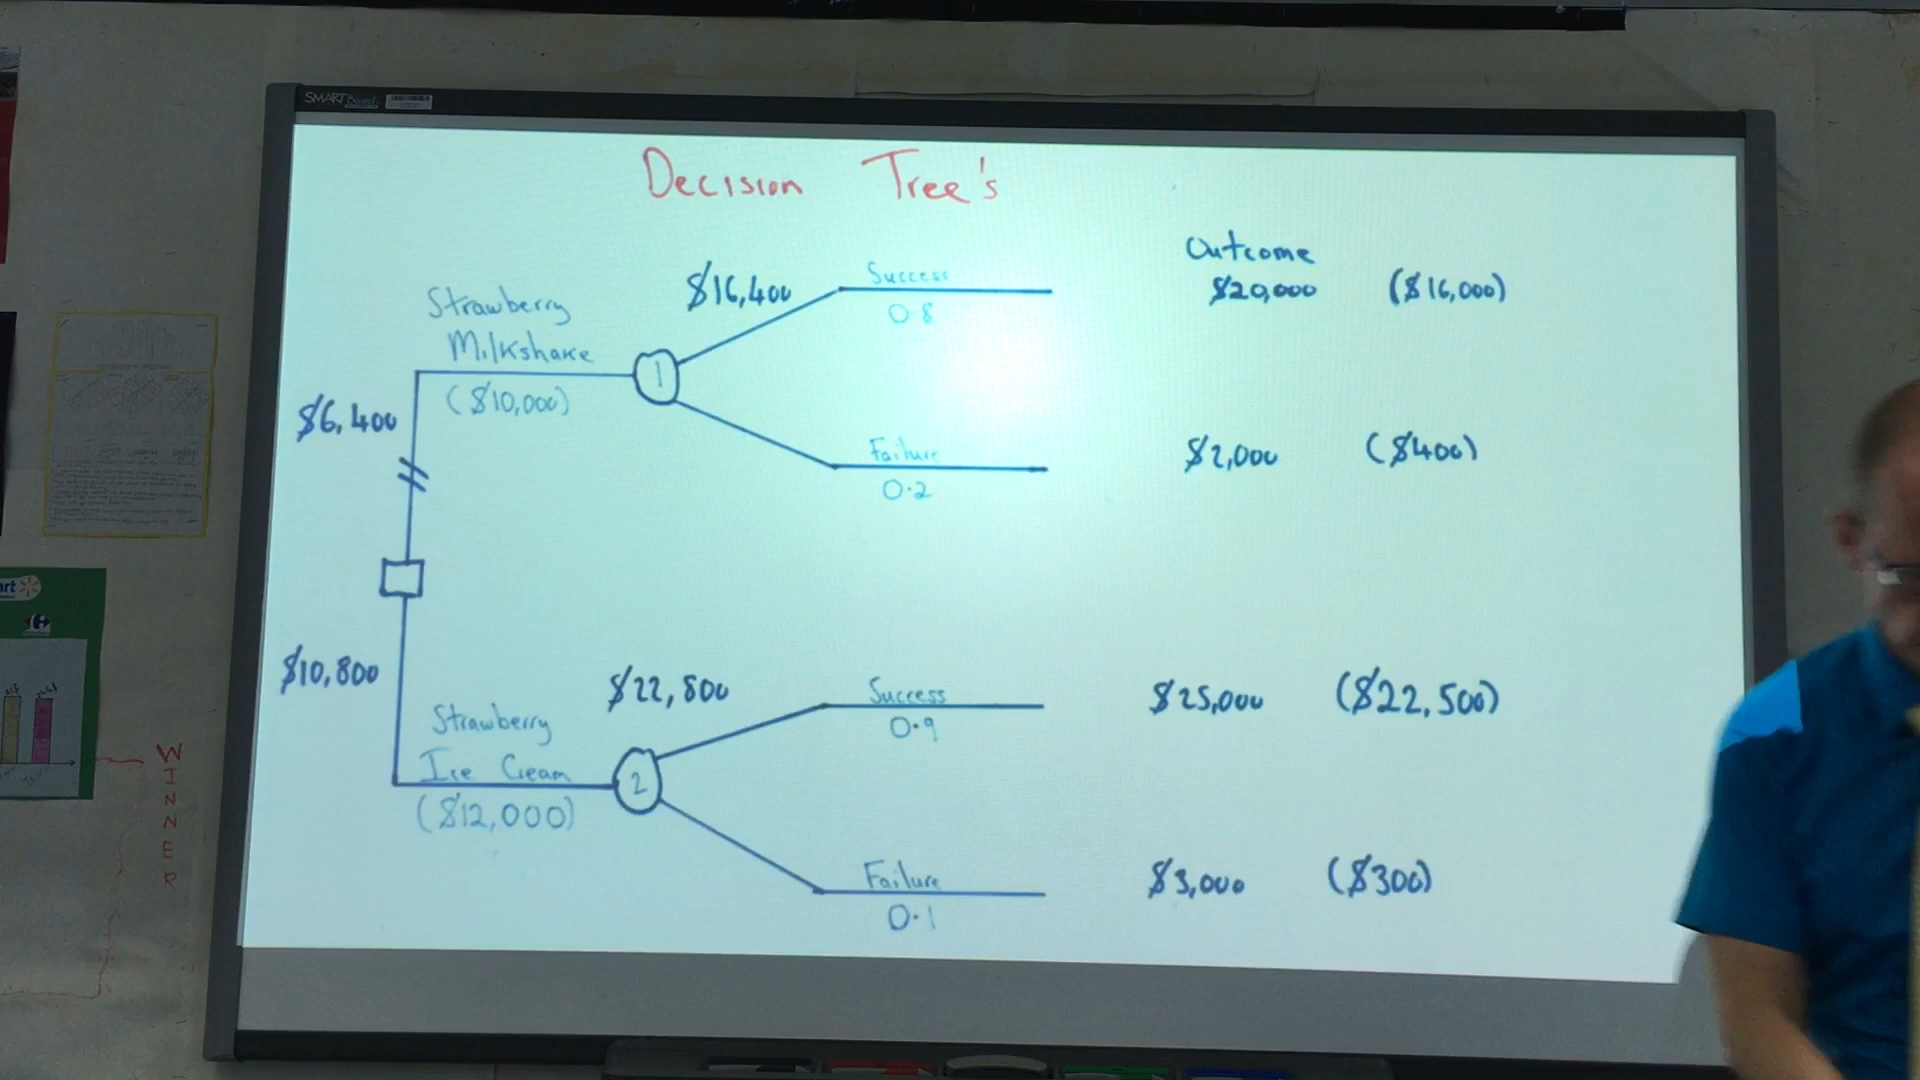 SMART Board
Decision Tree's
Outcome
$16,400
Success
$20,000 ($16,000)
0.8
Strawberry
Milkshake
1
($10,000)
$6,400
Failure
$2,000 ($400)
0.2
$10,800
$22,800
Success
$25,000 ($22,500)
0.9
Strawberry
Ice Cream
2
($12,000)
Failure
$3,000 ($300)
0.1
WINNER